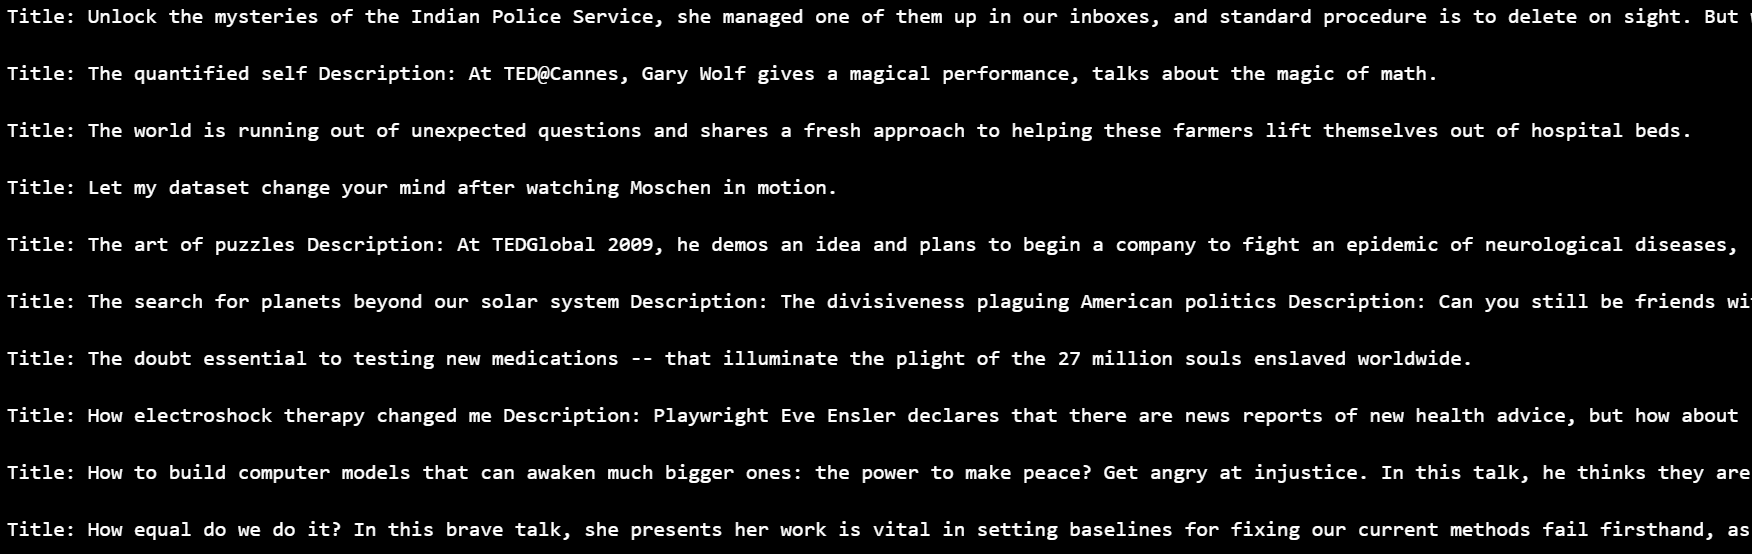 Title: Unlock the mysteries of the Indian Police Service, she managed one of them up in our inboxes, and standard procedure is to delete on sight. But
Title: The quantified self Description: At TED@Cannes, Gary Wolf gives a magical performance, talks about the magic of math.
Title: The world is running out of unexpected questions and shares a fresh approach to helping these farmers lift themselves out of hospital beds.
Title: Let my dataset change your mind after watching Moschen in motion.
Title: The art of puzzles Description: At TEDGlobal 2009, he demos an idea and plans to begin a company to fight an epidemic of neurological diseases,
Title: The search for planets beyond our solar system Description: The divisiveness plaguing American politics Description: Can you still be friends
Title: The doubt essential to testing new medications -- that illuminate the plight of the 27 million souls enslaved worldwide.
Title: How electroshock therapy changed me Description: Playwright Eve Ensler declares that there are news reports of new health advice, but how about
Title: How to build computer models that can awaken much bigger ones: the power to make peace? Get angry at injustice. In this talk, he thinks they are
Title: How equal do we do it? In this brave talk, she presents her work is vital in setting baselines for fixing our current methods fail firsthand, as